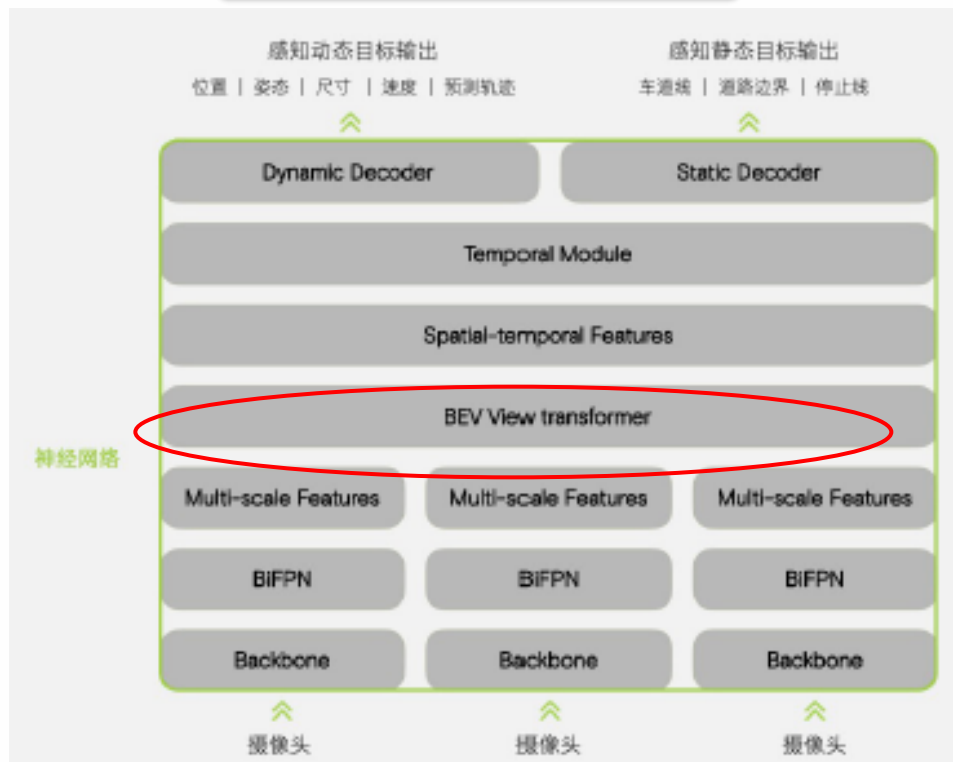 感知动态目标输出 感知静态目标输出
位置 | 姿态 | 尺寸 | 速度 | 预测轨迹 车道线 | 道路边界 | 停止线
Dynamic Decoder Static Decoder
Temporal Module
Spatial-temporal Features
BEV View transformer
神经网络
Multi-scale Features Multi-scale Features Multi-scale Features
BiFPN BiFPN BiFPN
Backbone Backbone Backbone
摄像头 摄像头 摄像头